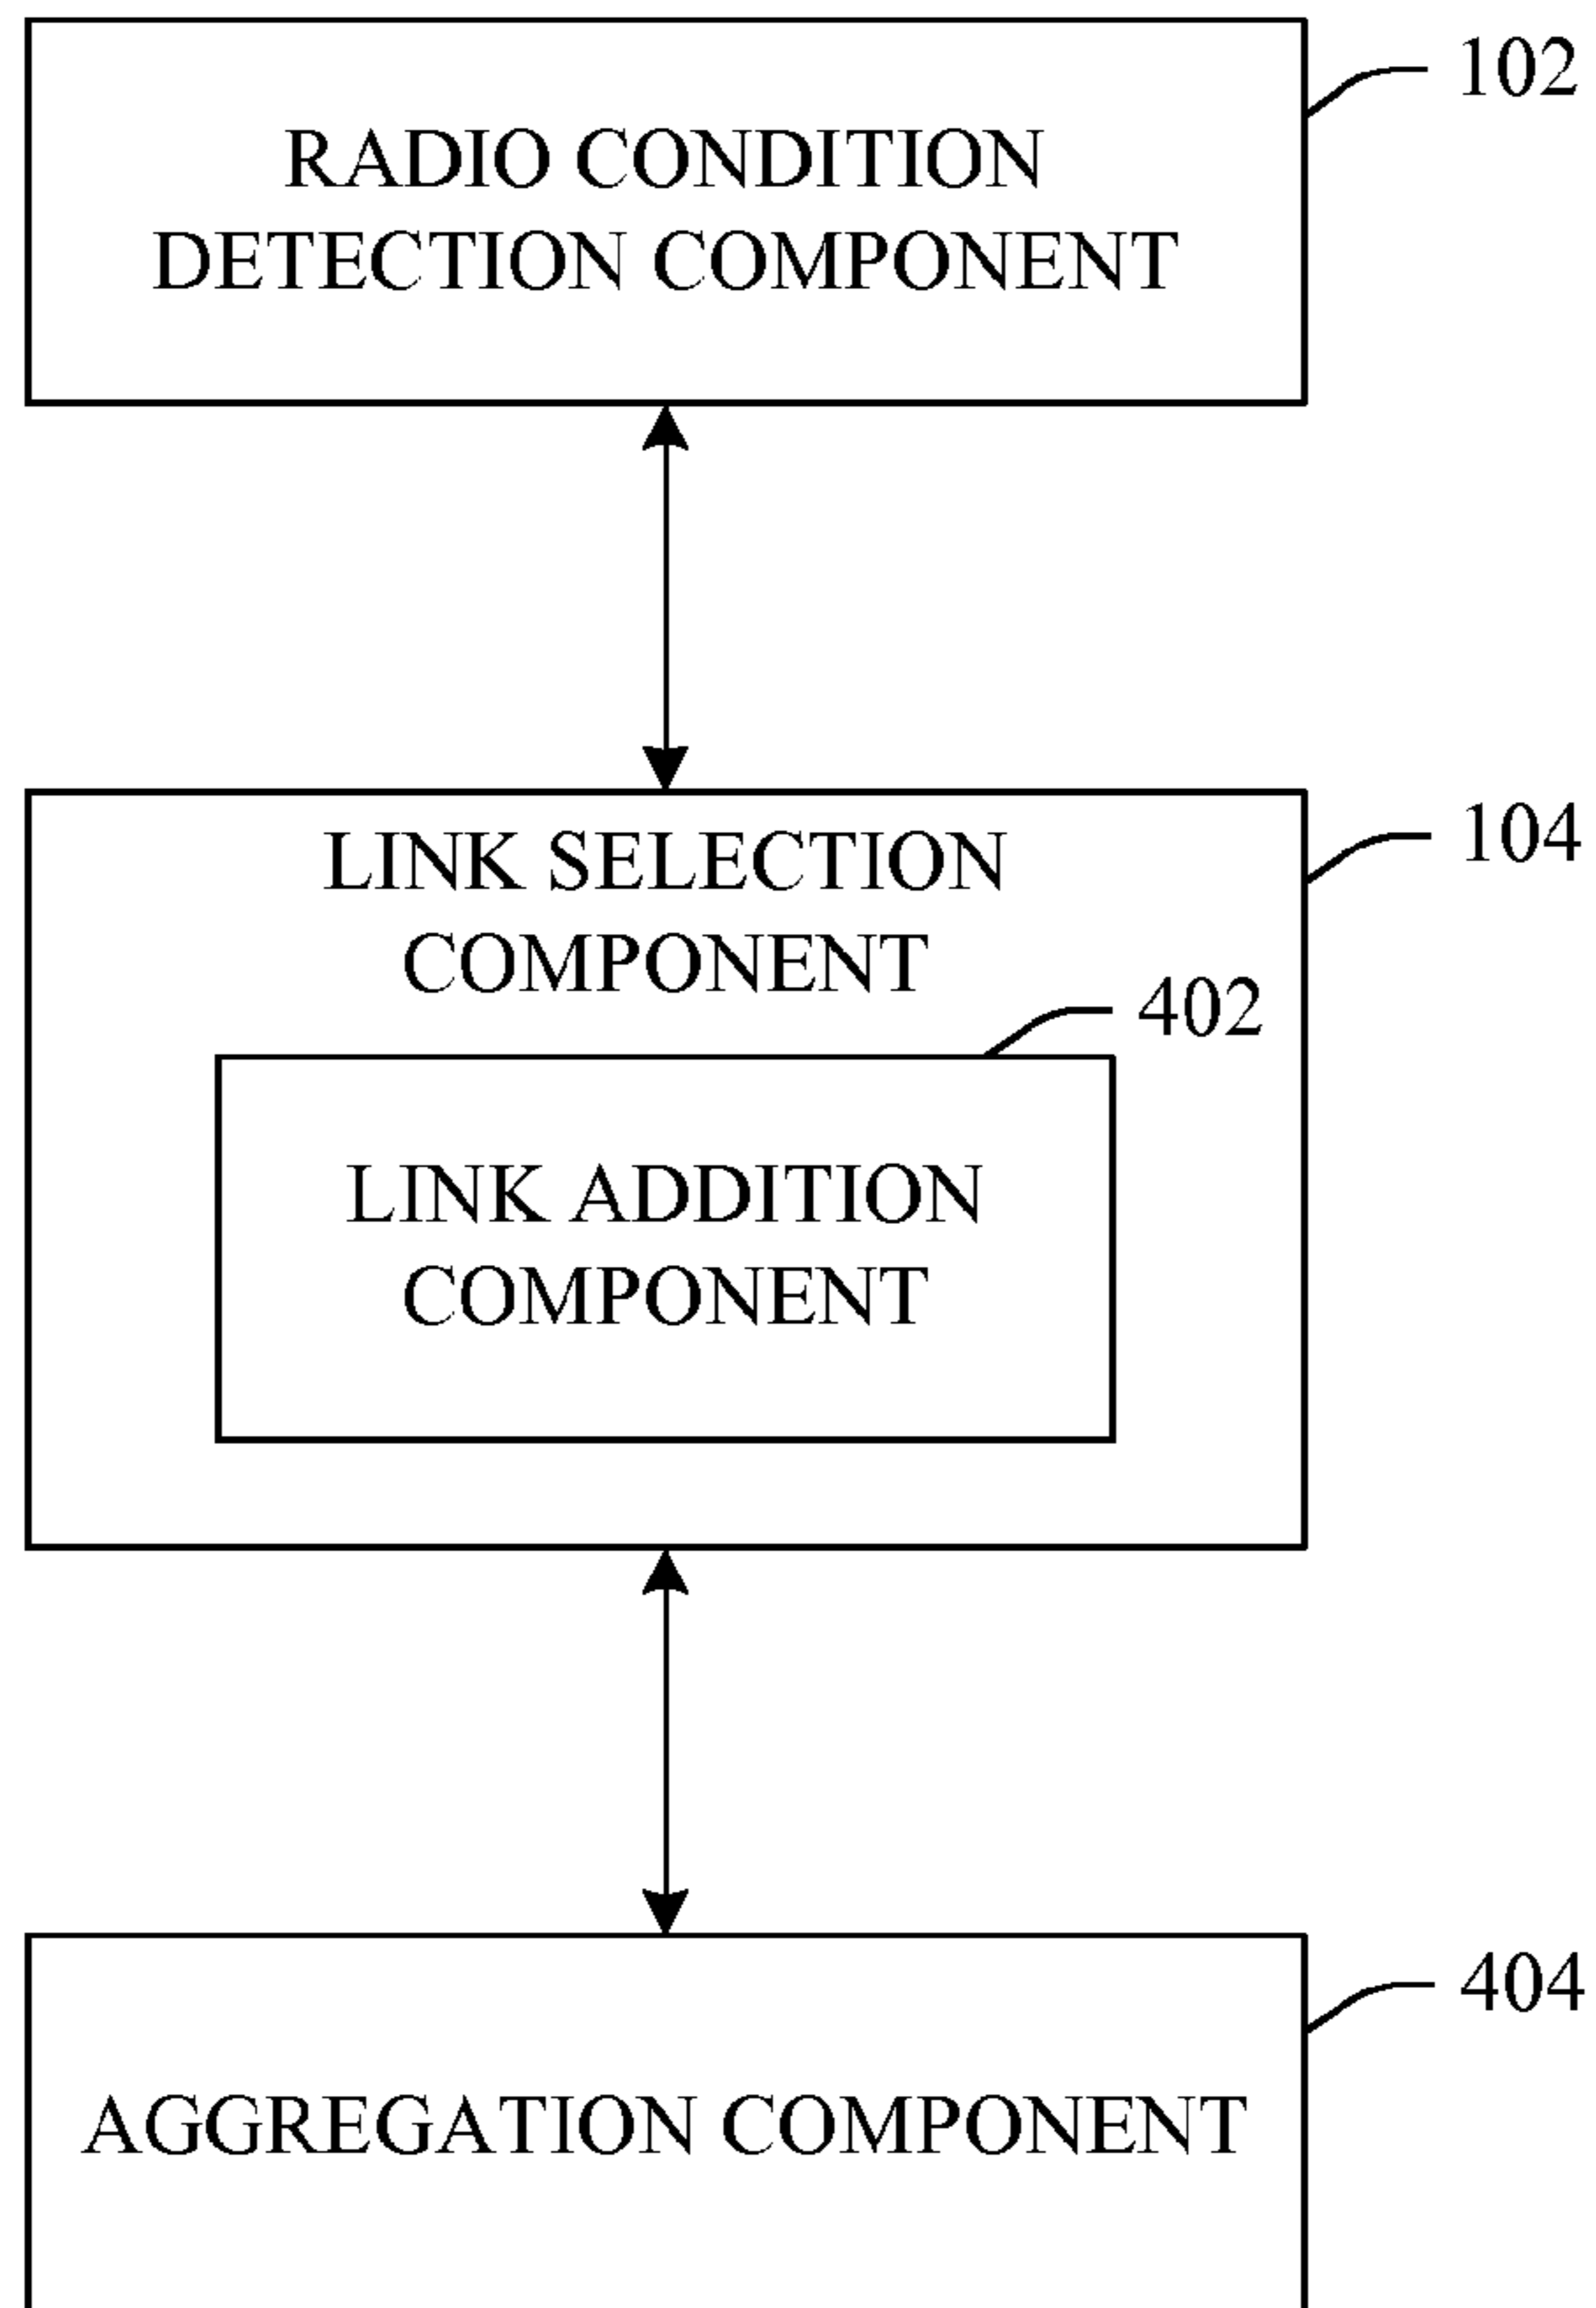 102
RADIO CONDITION
DETECTION COMPONENT
104
LINK SELECTION
COMPONENT
402
LINK ADDITION
COMPONENT
404
AGGREGATION COMPONENT